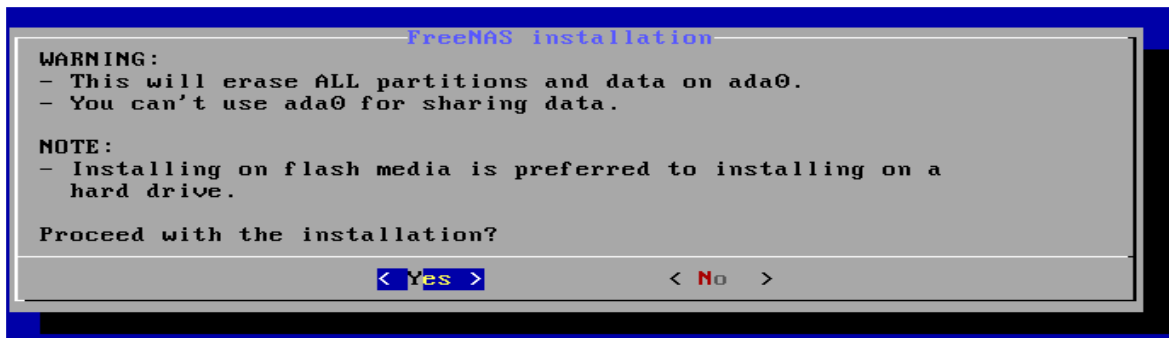 FreeNAS installation
WARNING:
- This will erase ALL partitions and data on ada0.
- You can't use ada0 for sharing data.
NOTE:
- Installing on flash media is preferred to installing on a
hard drive.
Proceed with the installation?
< Yes > < No >